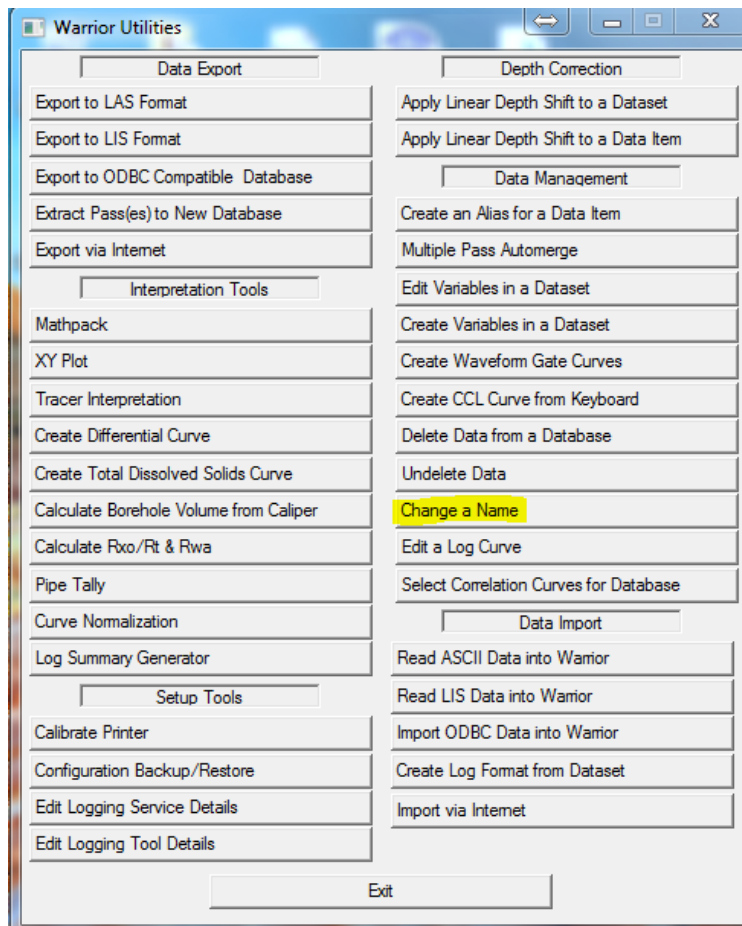 Warrior Utilities
Data Export
Export to LAS Format
Export to LIS Format
Export to ODBC Compatible Database
Extract Pass(es) to New Database
Export via Internet
Interpretation Tools
Mathpack
XY Plot
Tracer Interpretation
Create Differential Curve
Create Total Dissolved Solids Curve
Calculate Borehole Volume from Caliper
Calculate Rxo/Rt & Rwa
Pipe Tally
Curve Normalization
Log Summary Generator
Setup Tools
Calibrate Printer
Configuration Backup/Restore
Edit Logging Service Details
Edit Logging Tool Details
Depth Correction
Apply Linear Depth Shift to a Dataset
Apply Linear Depth Shift to a Data Item
Data Management
Create an Alias for a Data Item
Multiple Pass Automerge
Edit Variables in a Dataset
Create Variables in a Dataset
Create Waveform Gate Curves
Create CCL Curve from Keyboard
Delete Data from a Database
Undelete Data
Change a Name
Edit a Log Curve
Select Correlation Curves for Database
Data Import
Read ASCII Data into Warrior
Read LIS Data into Warrior
Import ODBC Data into Warrior
Create Log Format from Dataset
Import via Internet
Exit